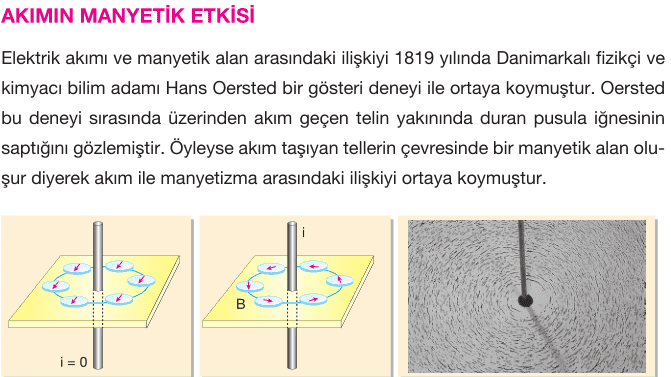 AKIMIN MANYETİK ETKİSİ
Elektrik akımı ve manyetik alan arasındaki ilişkiyi 1819 yılında Danimarkalı fizikçi ve
kimyacı bilim adamı Hans Oersted bir gösteri deneyi ile ortaya koymuştur. Oersted
bu deneyi sırasında üzerinden akım geçen telin yakınında duran pusula iğnesinin
saptığını gözlemiştir. Öyleyse akım taşıyan tellerin çevresinde bir manyetik alan olu-
şur diyerek akım ile manyetizma arasındaki ilişkiyi ortaya koymuştur.
i = 0
i
B